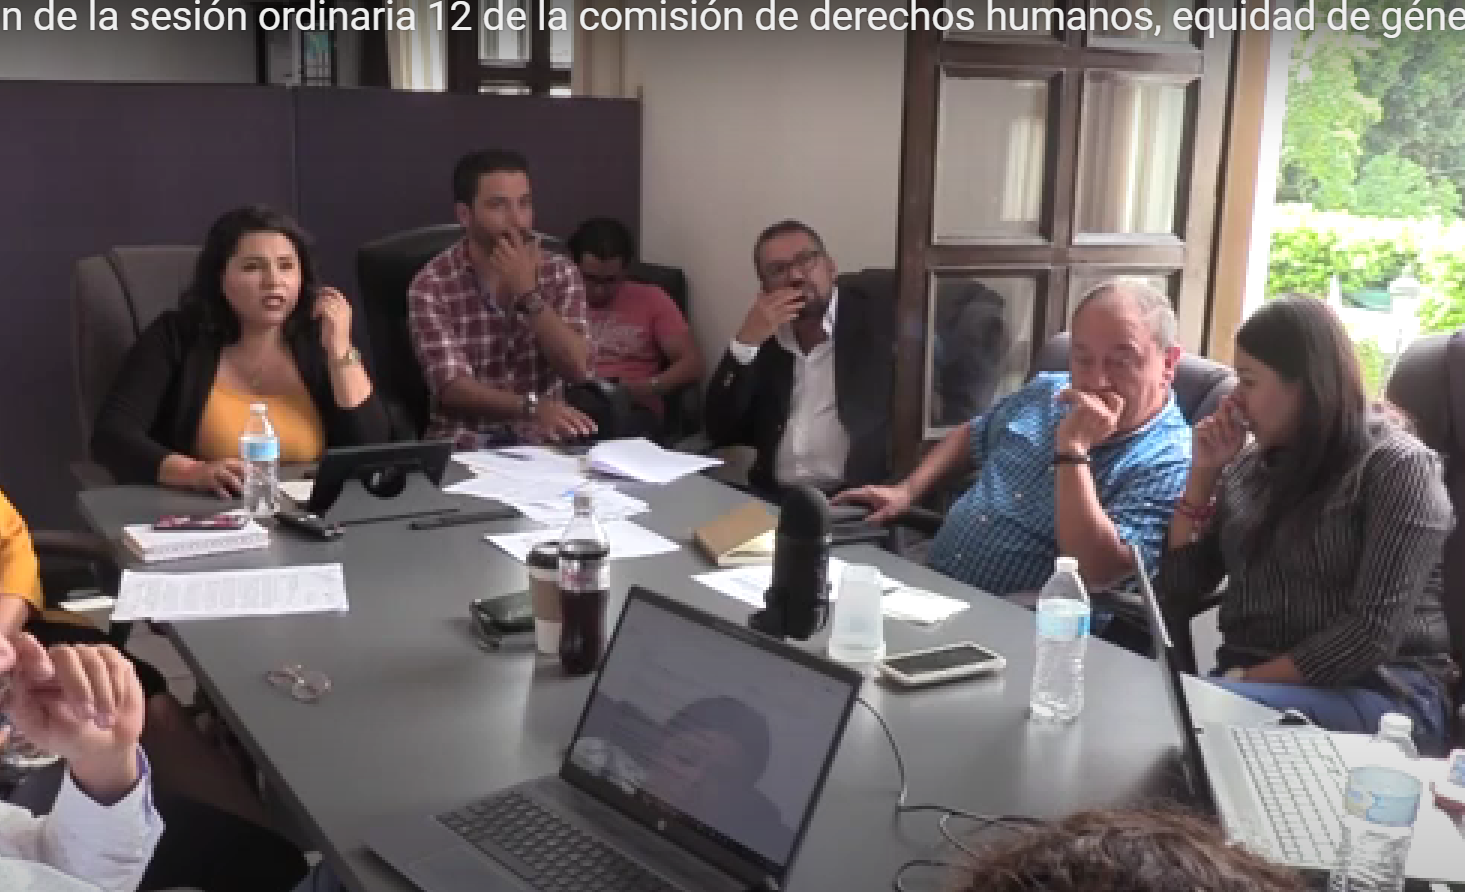 n de la sesión ordinaria 12 de la comisión de derechos humanos, equidad de géne